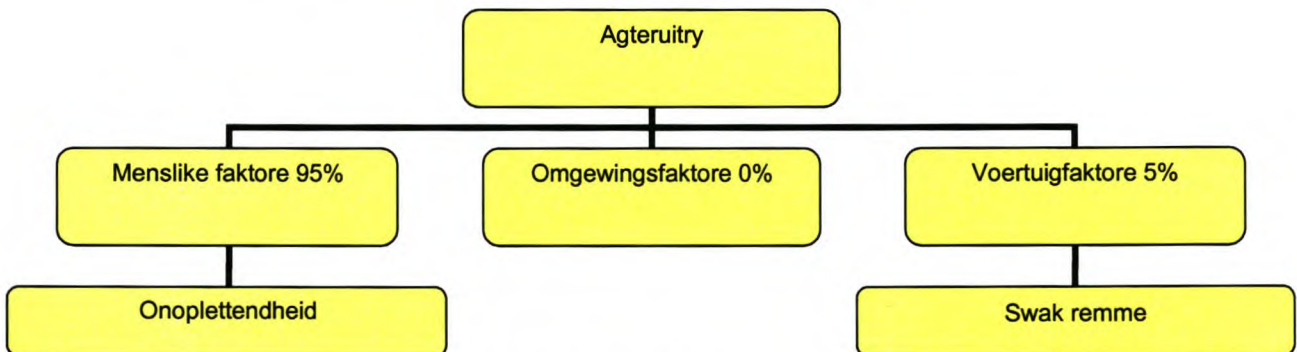 Agteruitry
Menslike faktore 95%
Omgewingsfaktore 0%
Voertuigfaktore 5%
Onoplettendheid
Swak remme